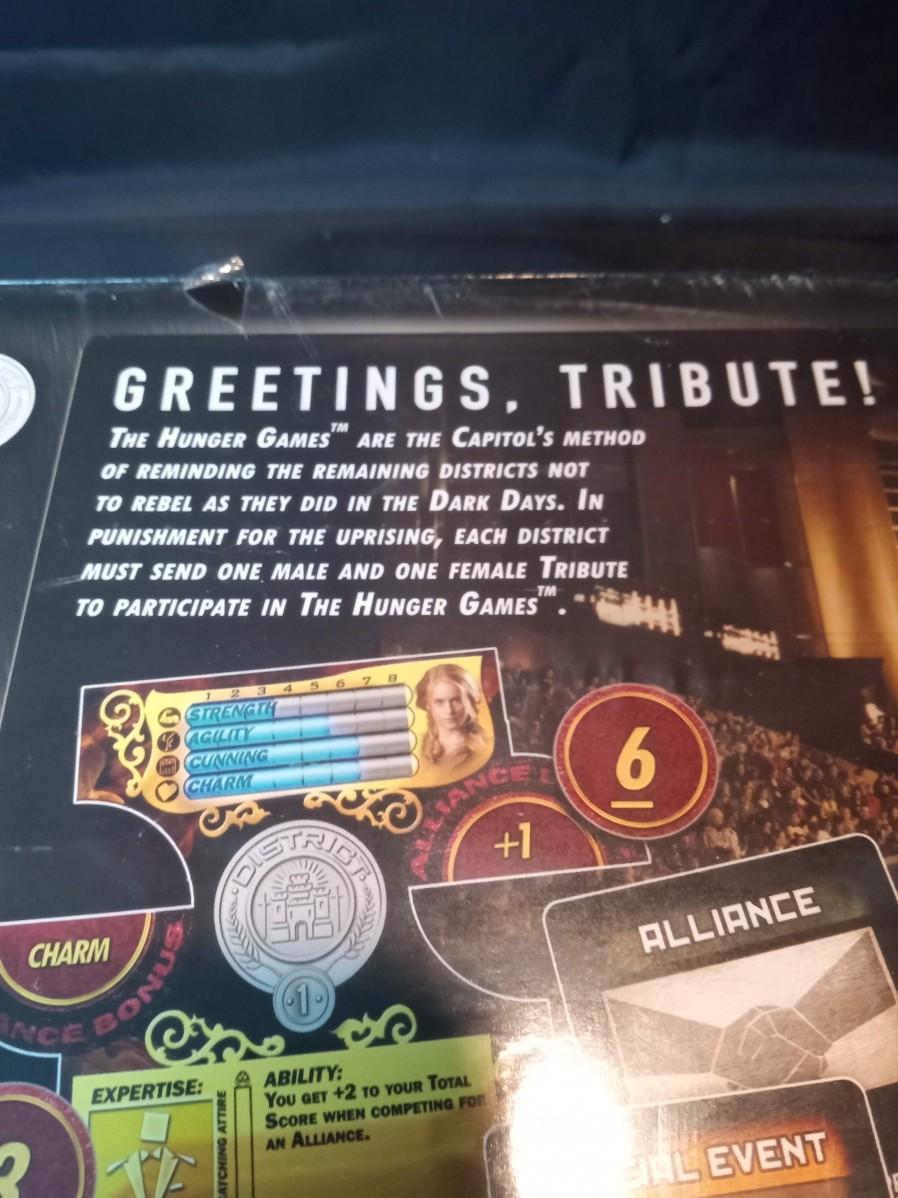 GREETINGS, TRIBUTE!
THE HUNGER GAMES™ ARE THE CAPITOL'S METHOD
OF REMINDING THE REMAINING DISTRICTS NOT
TO REBEL AS THEY DID IN THE DARK DAYS. IN
PUNISHMENT FOR THE UPRISING, EACH DISTRICT
MUST SEND ONE MALE AND ONE FEMALE TRIBUTE
TO PARTICIPATE IN THE HUNGER GAMES™.
1 2 3 4 5 6 7 8
STRENGTH
AGILITY
CUNNING
CHARM
ALLIANCE
6
+1
DISTRICT
1
ALLIANCE
CHARM
BONUS
EXPERTISE:
ABILITY:
YOU GET +2 TO YOUR TOTAL
SCORE WHEN COMPETING FOR
AN ALLIANCE.
ATTIRE
3
EVENT